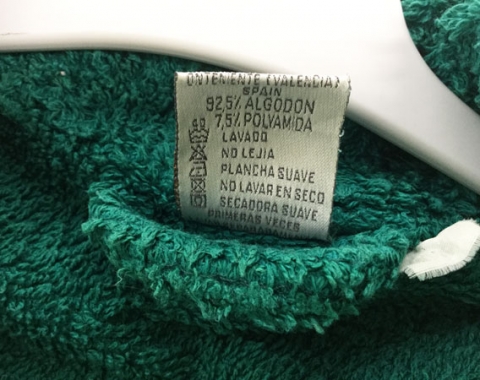 ONTENIENTE (VALENCIA)
SPAIN
92,5% ALGODON
7,5% POLYAMIDA
40 LAVADO
NO LEJIA
PLANCHA SUAVE
NO LAVAR EN SECO
SECADORA SUAVE
PRIMERAS VECES